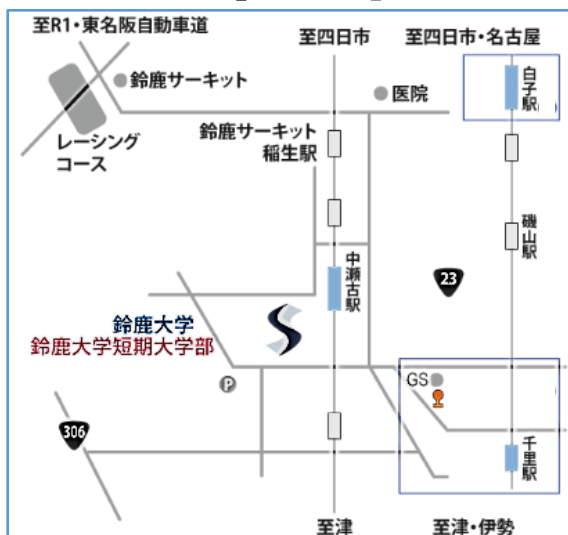 至R1・東名阪自動車道
至四日市
至四日市・名古屋
鈴鹿サーキット
医院
白子駅
レーシング
コース
鈴鹿サーキット
稲生駅
磯山駅
中瀬古駅
23
鈴鹿大学
鈴鹿大学短期大学部
P
GS
306
千里駅
至津
至津・伊勢